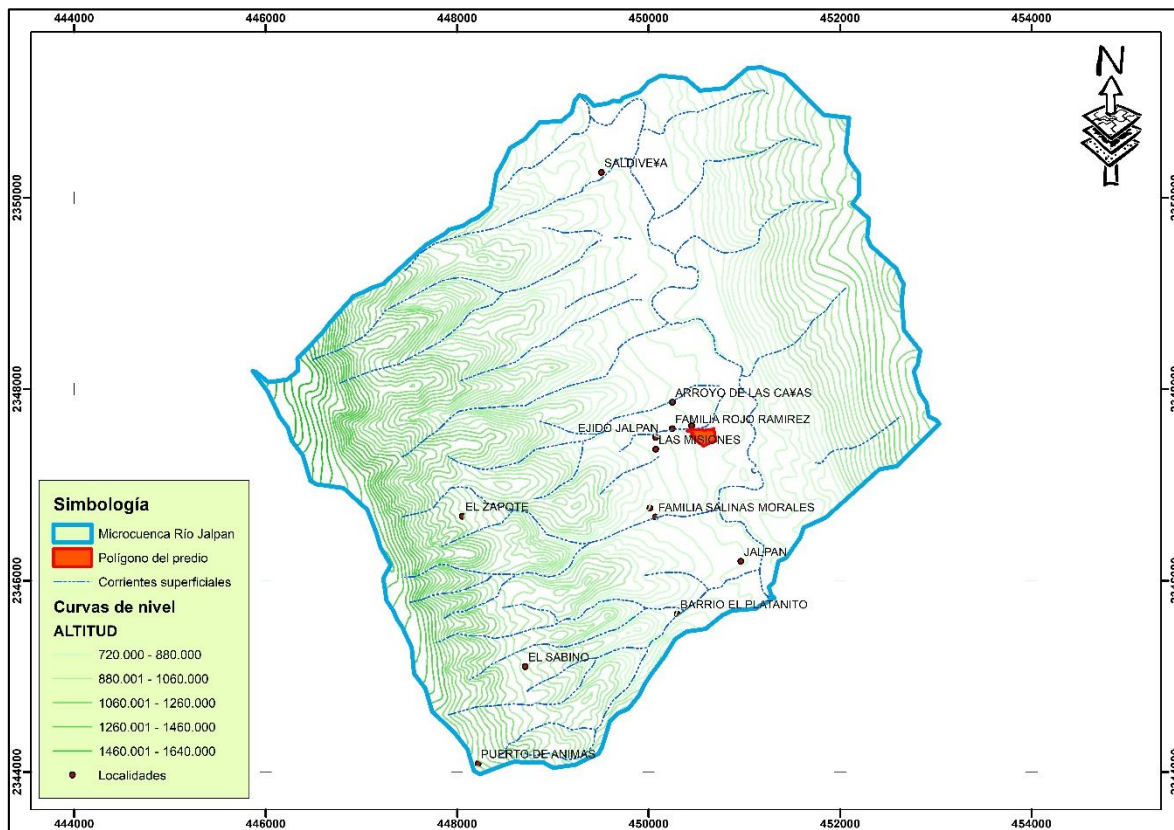 444000 446000 448000 450000 452000 454000
N
SALDIVE¥A
2350000
2348000
ARROYO DE LAS CA¥AS
FAMILIA ROJO RAMIREZ
EJIDO JALPAN
LAS MISIONES
EL ZAPOTE
FAMILIA SALINAS MORALES
JALPAN
2346000
BARRIO EL PLATANITO
EL SABINO
PUERTO DE ANIMAS
2344000
Simbología
Microcuenca Río Jalpan
Polígono del predio
Corrientes superficiales
Curvas de nivel
ALTITUD
720.000 - 880.000
880.001 - 1060.000
1060.001 - 1260.000
1260.001 - 1460.000
1460.001 - 1640.000
Localidades
444000 446000 448000 450000 452000 454000